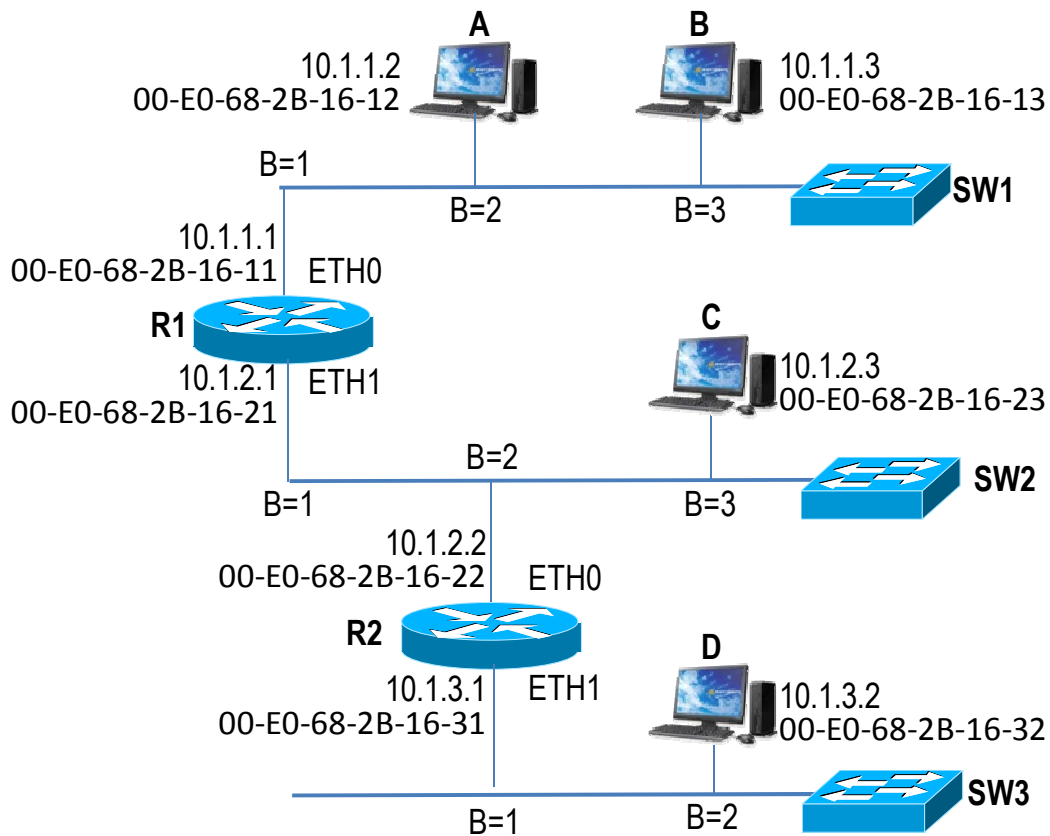 A
B
10.1.1.2
00-E0-68-2B-16-12
10.1.1.3
00-E0-68-2B-16-13
B=1
B=2
B=3
SW1
10.1.1.1
00-E0-68-2B-16-11
ETH0
R1
10.1.2.1
ETH1
00-E0-68-2B-16-21
C
10.1.2.3
00-E0-68-2B-16-23
B=2
B=1
B=3
SW2
10.1.2.2
00-E0-68-2B-16-22
ETH0
R2
10.1.3.1
ETH1
00-E0-68-2B-16-31
D
10.1.3.2
00-E0-68-2B-16-32
B=1
B=2
SW3